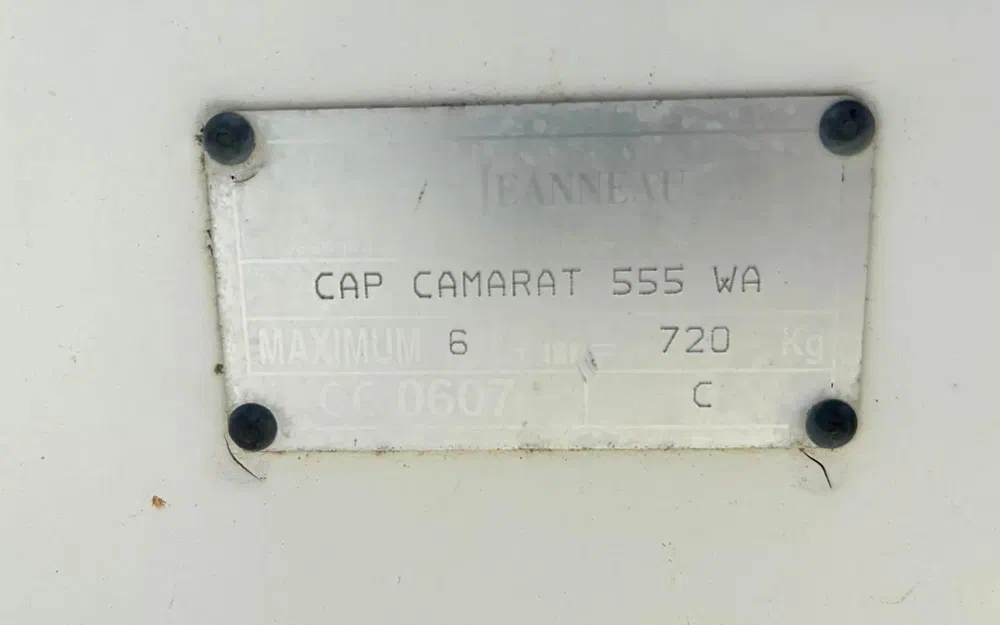 JEANNEAU
CAP CAMARAT 555 WA
MAXIMUM 6 + = 720 Kg
CE 0607 C